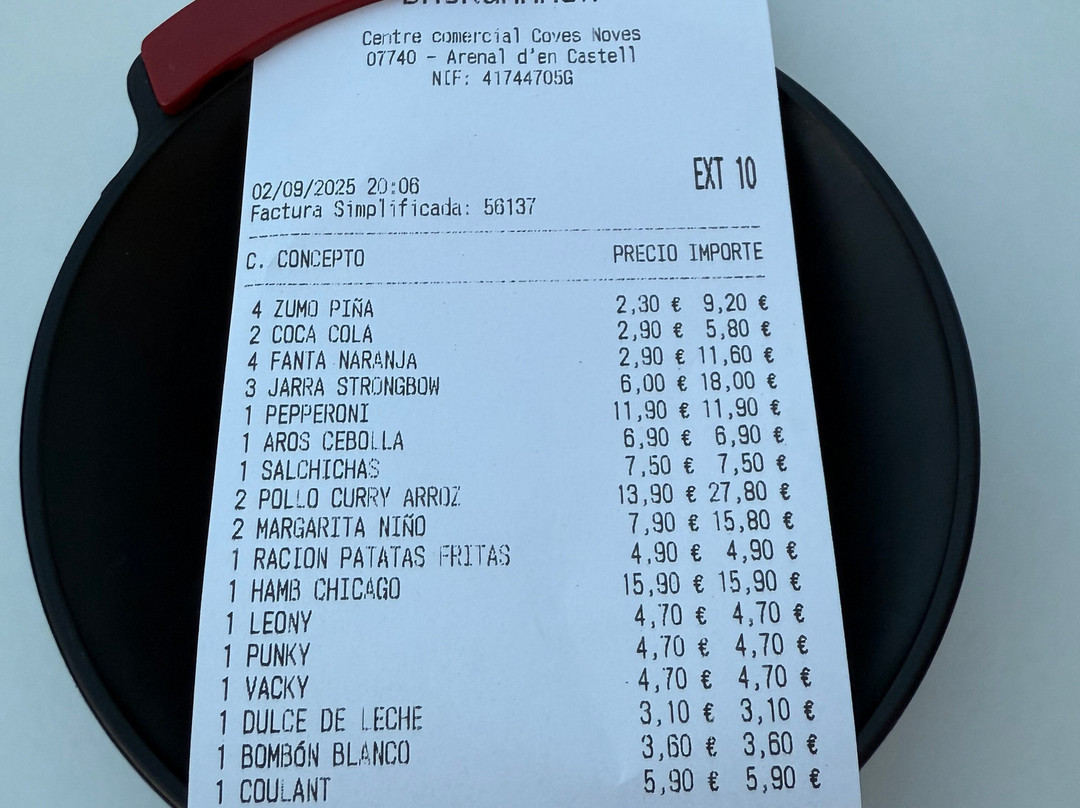 Centre comercial Coves Noves
07740 - Arenal d'en Castell
NIF: 41744705G
EXT 10
02/09/2025 20:06
Factura Simplificada: 56137
C. CONCEPTO PRECIO IMPORTE
4 ZUMO PIÑA 2,30 € 9,20 €
2 COCA COLA 2,90 € 5,80 €
4 FANTA NARANJA 2,90 € 11,60 €
3 JARRA STRONGBOW 6,00 € 18,00 €
1 PEPPERONI 11,90 € 11,90 €
1 AROS CEBOLLA 6,90 € 6,90 €
1 SALCHICHAS 7,50 € 7,50 €
2 POLLO CURRY ARROZ 13,90 € 27,80 €
2 MARGARITA NIÑO 7,90 € 15,80 €
1 RACION PATATAS FRITAS 4,90 € 4,90 €
1 HAMB CHICAGO 15,90 € 15,90 €
1 LEONY 4,70 € 4,70 €
1 PUNKY 4,70 € 4,70 €
1 VACKY 4,70 € 4,70 €
1 DULCE DE LECHE 3,10 € 3,10 €
1 BOMBÓN BLANCO 3,60 € 3,60 €
1 COULANT 5,90 € 5,90 €